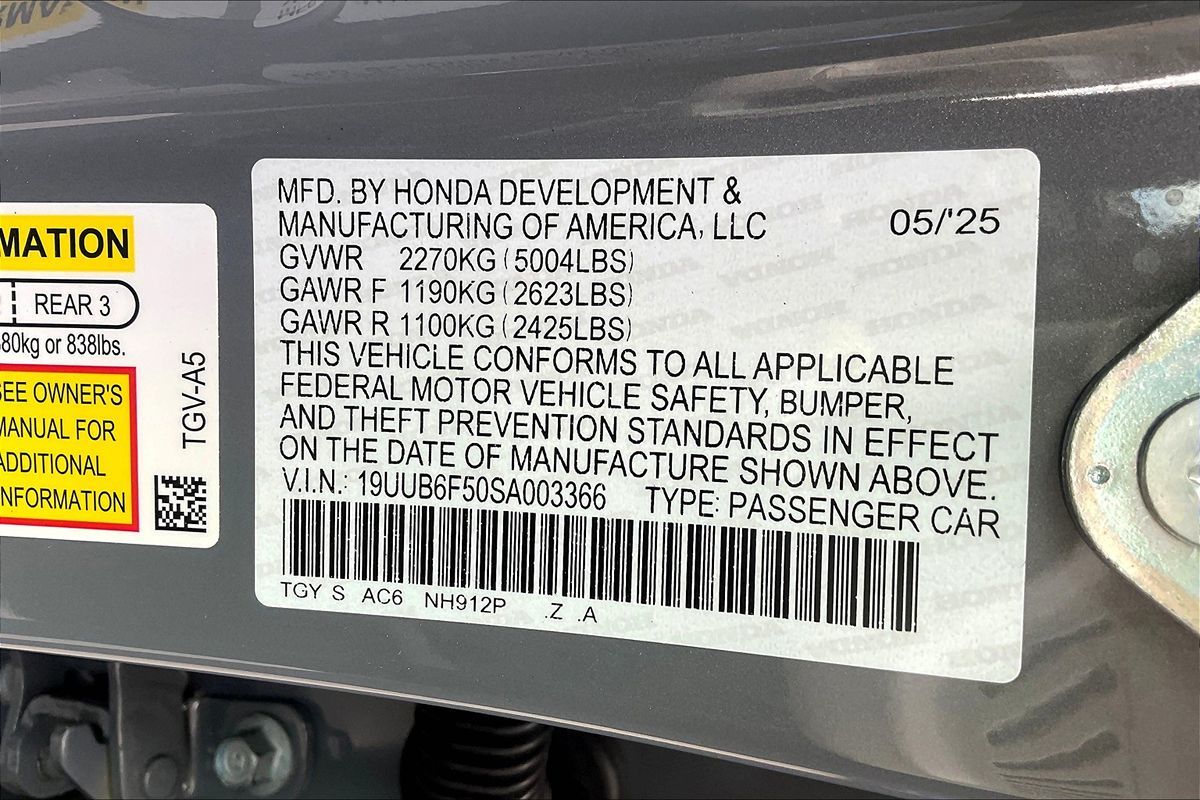 MATION
REAR 3
80kg or 838lbs.
SEE OWNER'S
MANUAL FOR
ADDITIONAL
INFORMATION
TGV-A5
MFD. BY HONDA DEVELOPMENT &
MANUFACTURING OF AMERICA, LLC 05/'25
GVWR 2270KG (5004LBS)
GAWR F 1190KG (2623LBS)
GAWR R 1100KG (2425LBS)
THIS VEHICLE CONFORMS TO ALL APPLICABLE
FEDERAL MOTOR VEHICLE SAFETY, BUMPER,
AND THEFT PREVENTION STANDARDS IN EFFECT
ON THE DATE OF MANUFACTURE SHOWN ABOVE.
V.I.N.: 19UUB6F50SA003366 TYPE: PASSENGER CAR
TGY S AC6 NH912P .Z .A